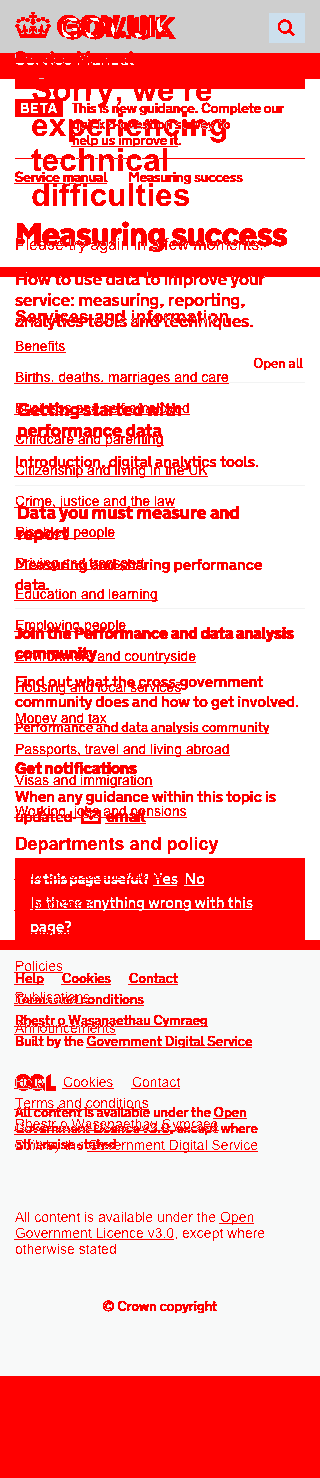 GOV.UK
Service Manual
Sorry, we're
experiencing
technical
difficulties
BETA This is new guidance. Complete our
help us improve it.
Service manual Measuring success
Measuring success
Please try again in a few moments.
How to use data to improve your
service: measuring, reporting,
analytics tools and techniques.
Services and information
Benefits
Open all
Births, deaths, marriages and care
Getting started with
performance data
Childcare and parenting
Introduction, digital analytics tools.
Citizenship and living in the UK
Crime, justice and the law
Data you must measure and
report
Disabled people
Driving and transport
Measuring and sharing performance
data.
Education and learning
Employing people
Join the Performance and data analysis
community
Environment and countryside
Find out what the cross-government
Housing and local services
community does and how to get involved.
Money and tax
Performance and data analysis community
Passports, travel and living abroad
Get notifications
Visas and immigration
When any guidance within this topic is
Working, jobs and pensions
updated email
Departments and policy
Is this page useful? Yes No
Is there anything wrong with this
page?
Policies
Help Cookies Contact
Terms and conditions
Publications
Rhestr o Wasanaethau Cymraeg
Announcements
Built by the Government Digital Service
Help Cookies Contact
Terms and conditions
All content is available under the Open
Rhestr o Wasanaethau Cymraeg
Government Licence v3.0, except where
Built by the Government Digital Service
otherwise stated
All content is available under the Open
Government Licence v3.0, except where
otherwise stated
© Crown copyright